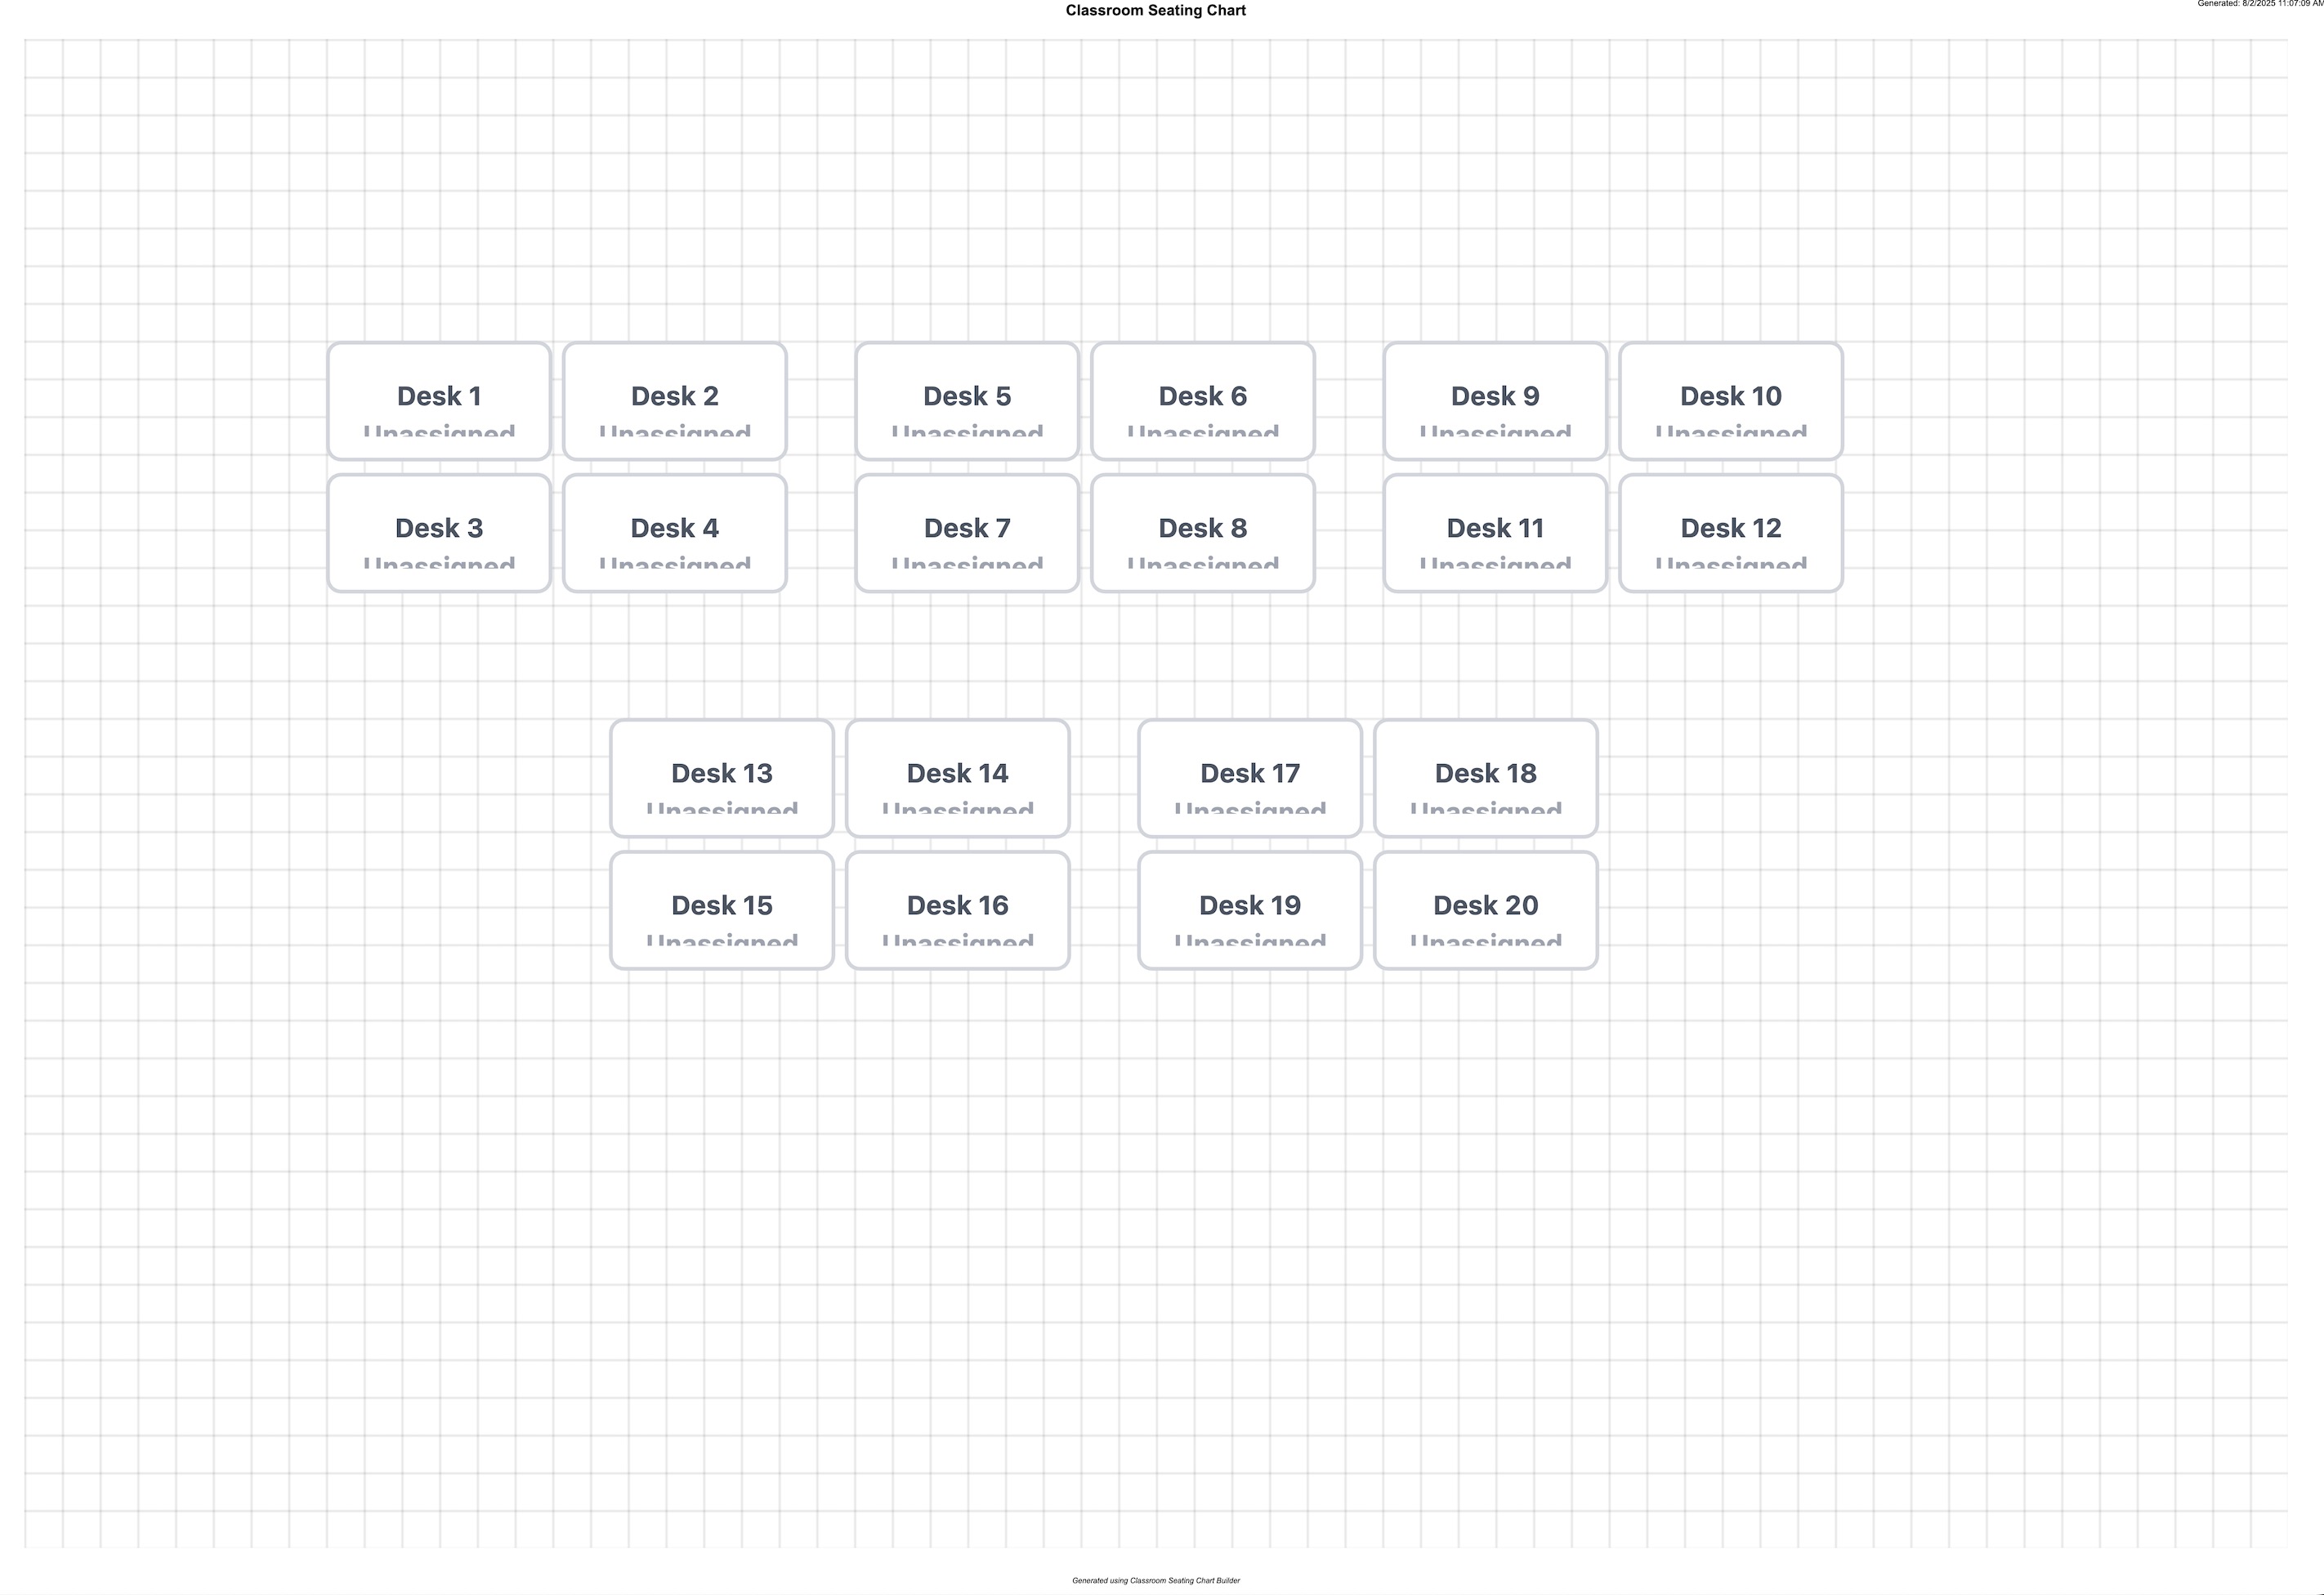 Classroom Seating Chart
Generated: 8/2/2025 11:07:09 AM
Desk 1
Unassigned
Desk 2
Unassigned
Desk 5
Unassigned
Desk 6
Unassigned
Desk 9
Unassigned
Desk 10
Unassigned
Desk 3
Unassigned
Desk 4
Unassigned
Desk 7
Unassigned
Desk 8
Unassigned
Desk 11
Unassigned
Desk 12
Unassigned
Desk 13
Unassigned
Desk 14
Unassigned
Desk 17
Unassigned
Desk 18
Unassigned
Desk 15
Unassigned
Desk 16
Unassigned
Desk 19
Unassigned
Desk 20
Unassigned
Generated using Classroom Seating Chart Builder